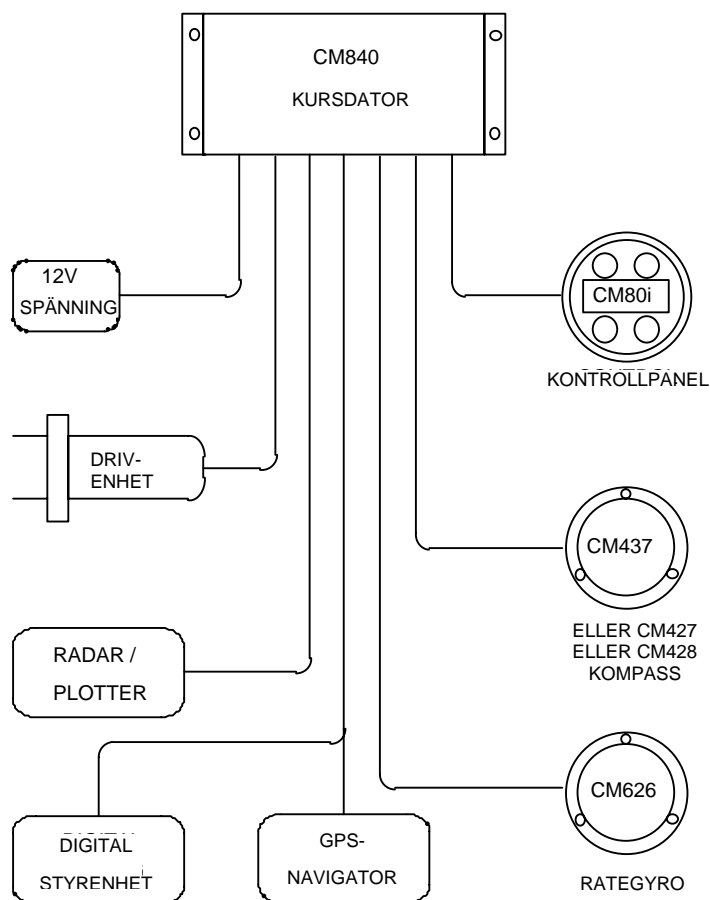 CM840
KURSDATOR
12V
SPÄNNING
CM80i
KONTROLLPANEL
DRIV-
ENHET
CM437
ELLER CM427
ELLER CM428
KOMPASS
RADAR /
PLOTTER
CM626
RATEGYRO
DIGITAL
STYRENHET
GPS-
NAVIGATOR